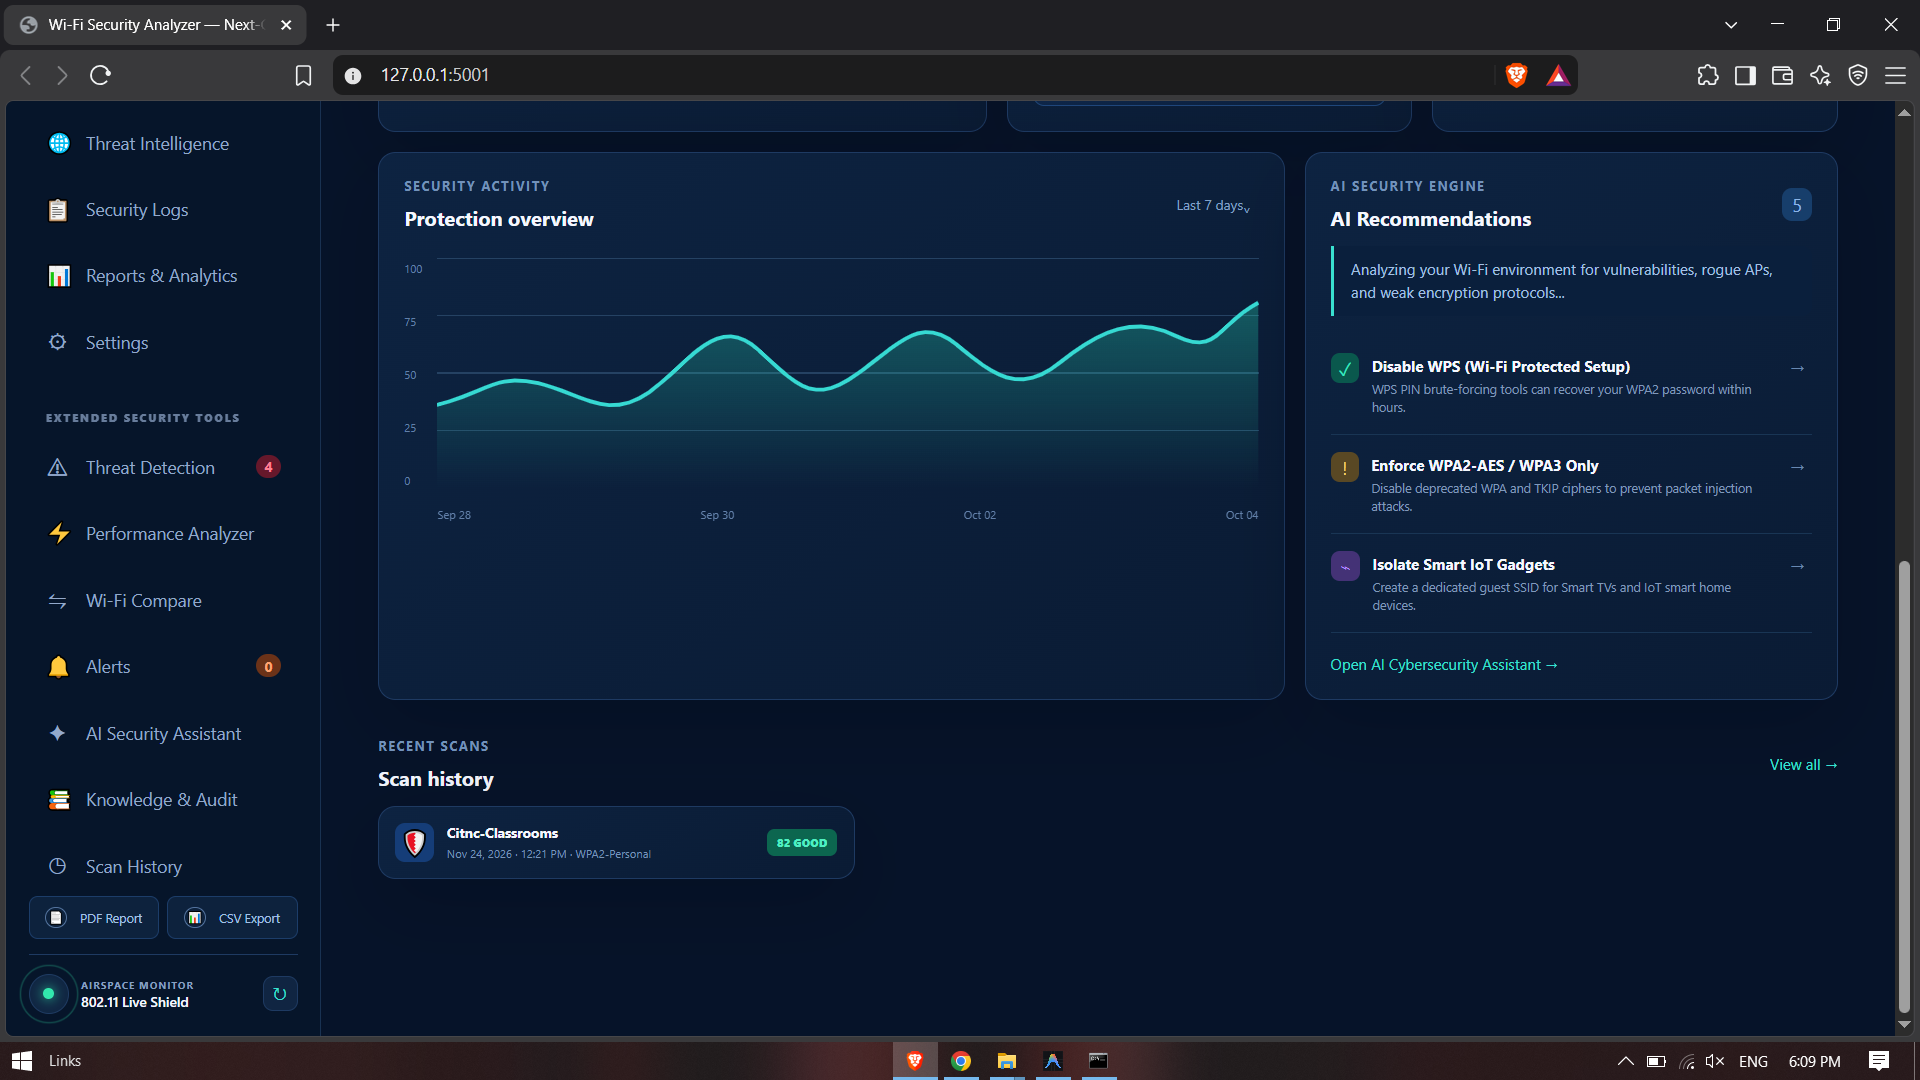 Wi-Fi Security Analyzer — Next-
127.0.0.1:5001
Threat Intelligence
Security Logs
Reports & Analytics
Settings
EXTENDED SECURITY TOOLS
Threat Detection 4
Performance Analyzer
Wi-Fi Compare
Alerts 0
AI Security Assistant
Knowledge & Audit
Scan History
PDF Report CSV Export
AIRSPACE MONITOR
802.11 Live Shield
SECURITY ACTIVITY
Protection overview
Last 7 days
100
75
50
25
0
Sep 28 Sep 30 Oct 02 Oct 04
AI SECURITY ENGINE
AI Recommendations
5
Analyzing your Wi-Fi environment for vulnerabilities, rogue APs,
and weak encryption protocols...
Disable WPS (Wi-Fi Protected Setup) →
WPS PIN brute-forcing tools can recover your WPA2 password within
hours.
Enforce WPA2-AES / WPA3 Only →
Disable deprecated WPA and TKIP ciphers to prevent packet injection
attacks.
Isolate Smart IoT Gadgets →
Create a dedicated guest SSID for Smart TVs and IoT smart home
devices.
Open AI Cybersecurity Assistant →
RECENT SCANS
Scan history
View all →
Citnc-Classrooms
Nov 24, 2026 · 12:21 PM · WPA2-Personal
82 GOOD
Links
ENG
6:09 PM